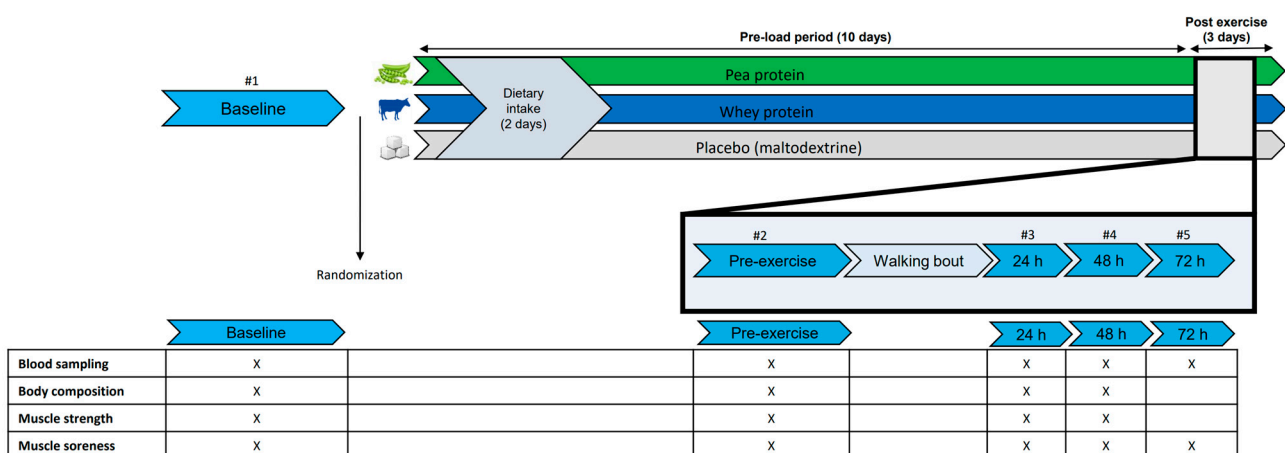 Post exercise
(3 days)
Pre-load period (10 days)
#1
Baseline
Dietary
intake
(2 days)
Pea protein
Whey protein
Placebo (maltodextrine)
Randomization
#2
#3
#4
#5
Pre-exercise
Walking bout
24 h
48 h
72 h
Baseline
Pre-exercise
24 h
48 h
72 h
Blood sampling X X X X X
Body composition X X X X
Muscle strength X X X X
Muscle soreness X X X X X